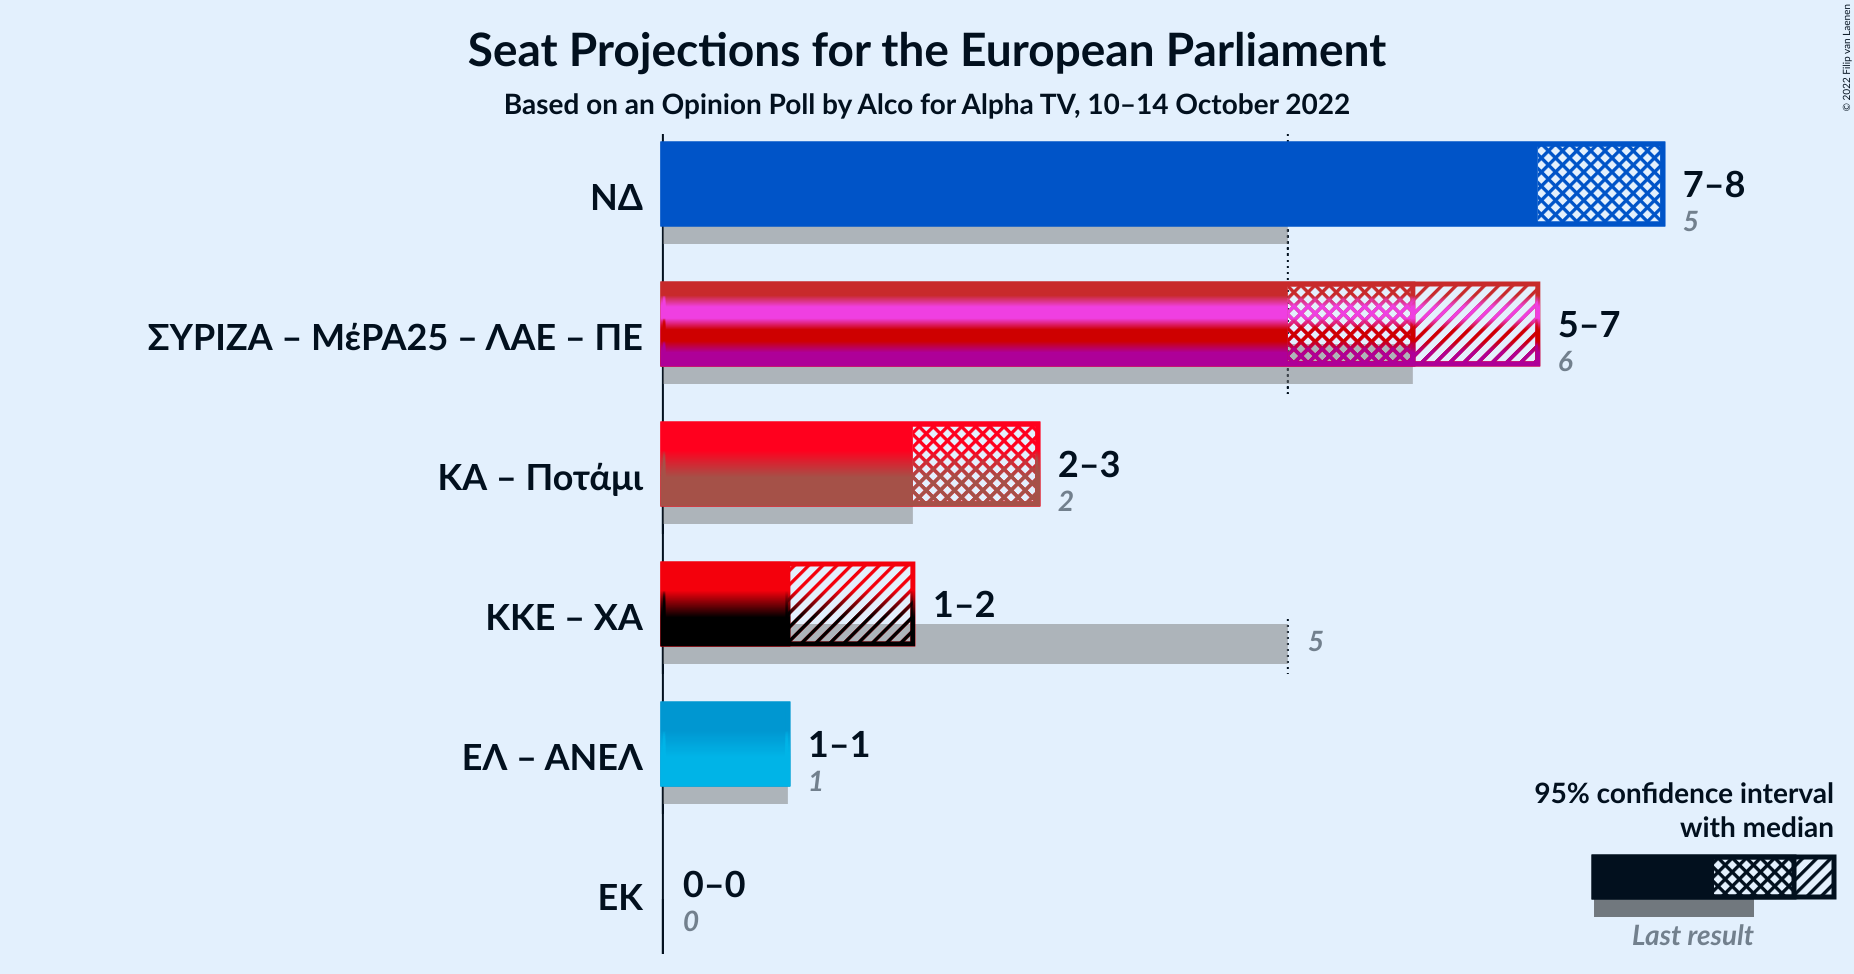 Seat Projections for the European Parliament
Based on an Opinion Poll by Alco for Alpha TV, 10–14 October 2022
© 2022 Filip van Laenen
ΝΔ
7–8
5
ΣΥΡΙΖΑ – ΜέΡΑ25 – ΛΑΕ – ΠΕ
5–7
6
ΚΑ – Ποτάμι
2–3
2
ΚΚΕ – ΧΑ
1–2
5
ΕΛ – ΑΝΕΛ
1–1
1
ΕΚ
0–0
0
95% confidence interval
with median
Last result